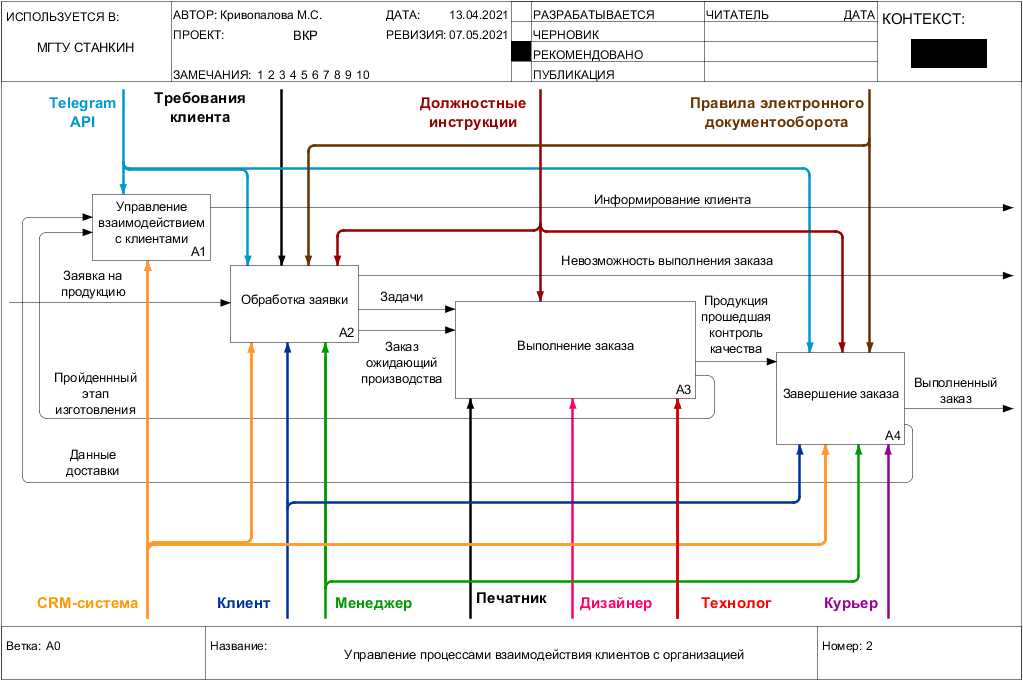 ИСПОЛЬЗУЕТСЯ В:
МГТУ СТАНКИН
АВТОР: Кривопалова М.С.
ДАТА: 13.04.2021
ПРОЕКТ: ВКР
РЕВИЗИЯ: 07.05.2021
ЗАМЕЧАНИЯ: 1 2 3 4 5 6 7 8 9 10
РАЗРАБАТЫВАЕТСЯ
ЧЕРНОВИК
РЕКОМЕНДОВАНО
ПУБЛИКАЦИЯ
ЧИТАТЕЛЬ ДАТА
КОНТЕКСТ:
Telegram
API
Требования
клиента
Должностные
инструкции
Правила электронного
документооборота
Управление
взаимодействием
с клиентами
A1
Информирование клиента
Заявка на
продукцию
Обработка заявки
A2
Невозможность выполнения заказа
Задачи
Заказ
ожидающий
производства
Выполнение заказа
A3
Продукция
прошедшая
контроль
качества
Завершение заказа
A4
Выполненный
заказ
Пройденнный
этап
изготовления
Данные
доставки
CRM-система
Клиент
Менеджер
Печатник
Дизайнер
Технолог
Курьер
Ветка: A0
Название:
Управление процессами взаимодействия клиентов с организацией
Номер: 2